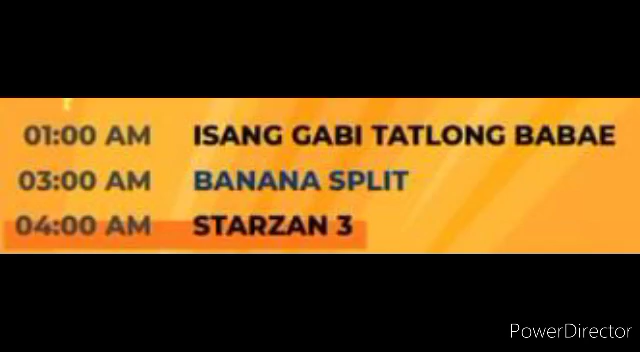 01:00 AM ISANG GABI TATLONG BABAE
03:00 AM BANANA SPLIT
04:00 AM STARZAN 3
PowerDirector